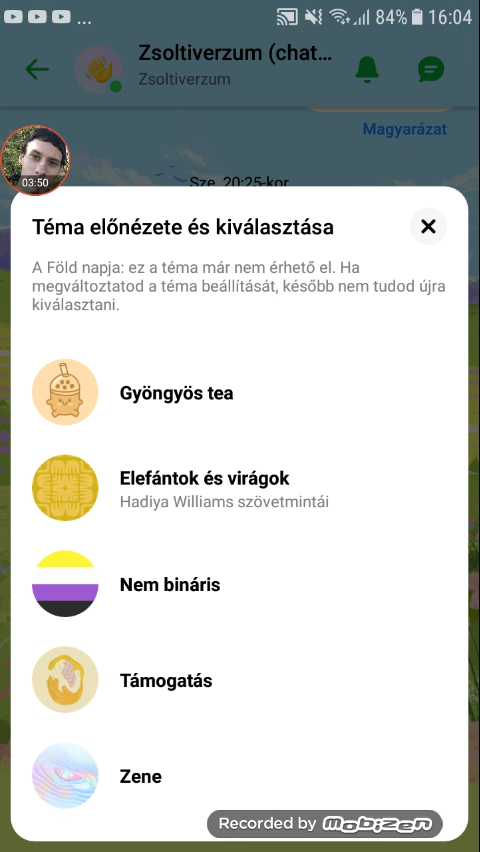 ... 84% 16:04
Zsoltiverzum (chat...
Zsoltiverzum
Magyarázat
03:50
Sze, 20:25-kor
Téma előnézete és kiválasztása
A Föld napja: ez a téma már nem érhető el. Ha
megváltoztatod a téma beállítását, később nem tudod újra
kiválasztani.
Gyöngyös tea
Elefántok és virágok
Hadiya Williams szövetmintái
Nem bináris
Támogatás
Zene
Recorded by mobizen